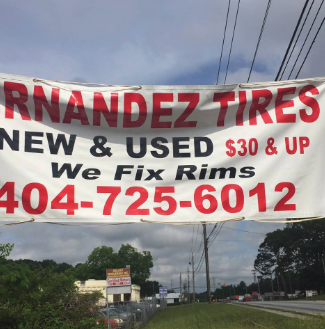 RNANDEZ TIRES
NEW & USED $30 & UP
We Fix Rims
404-725-6012